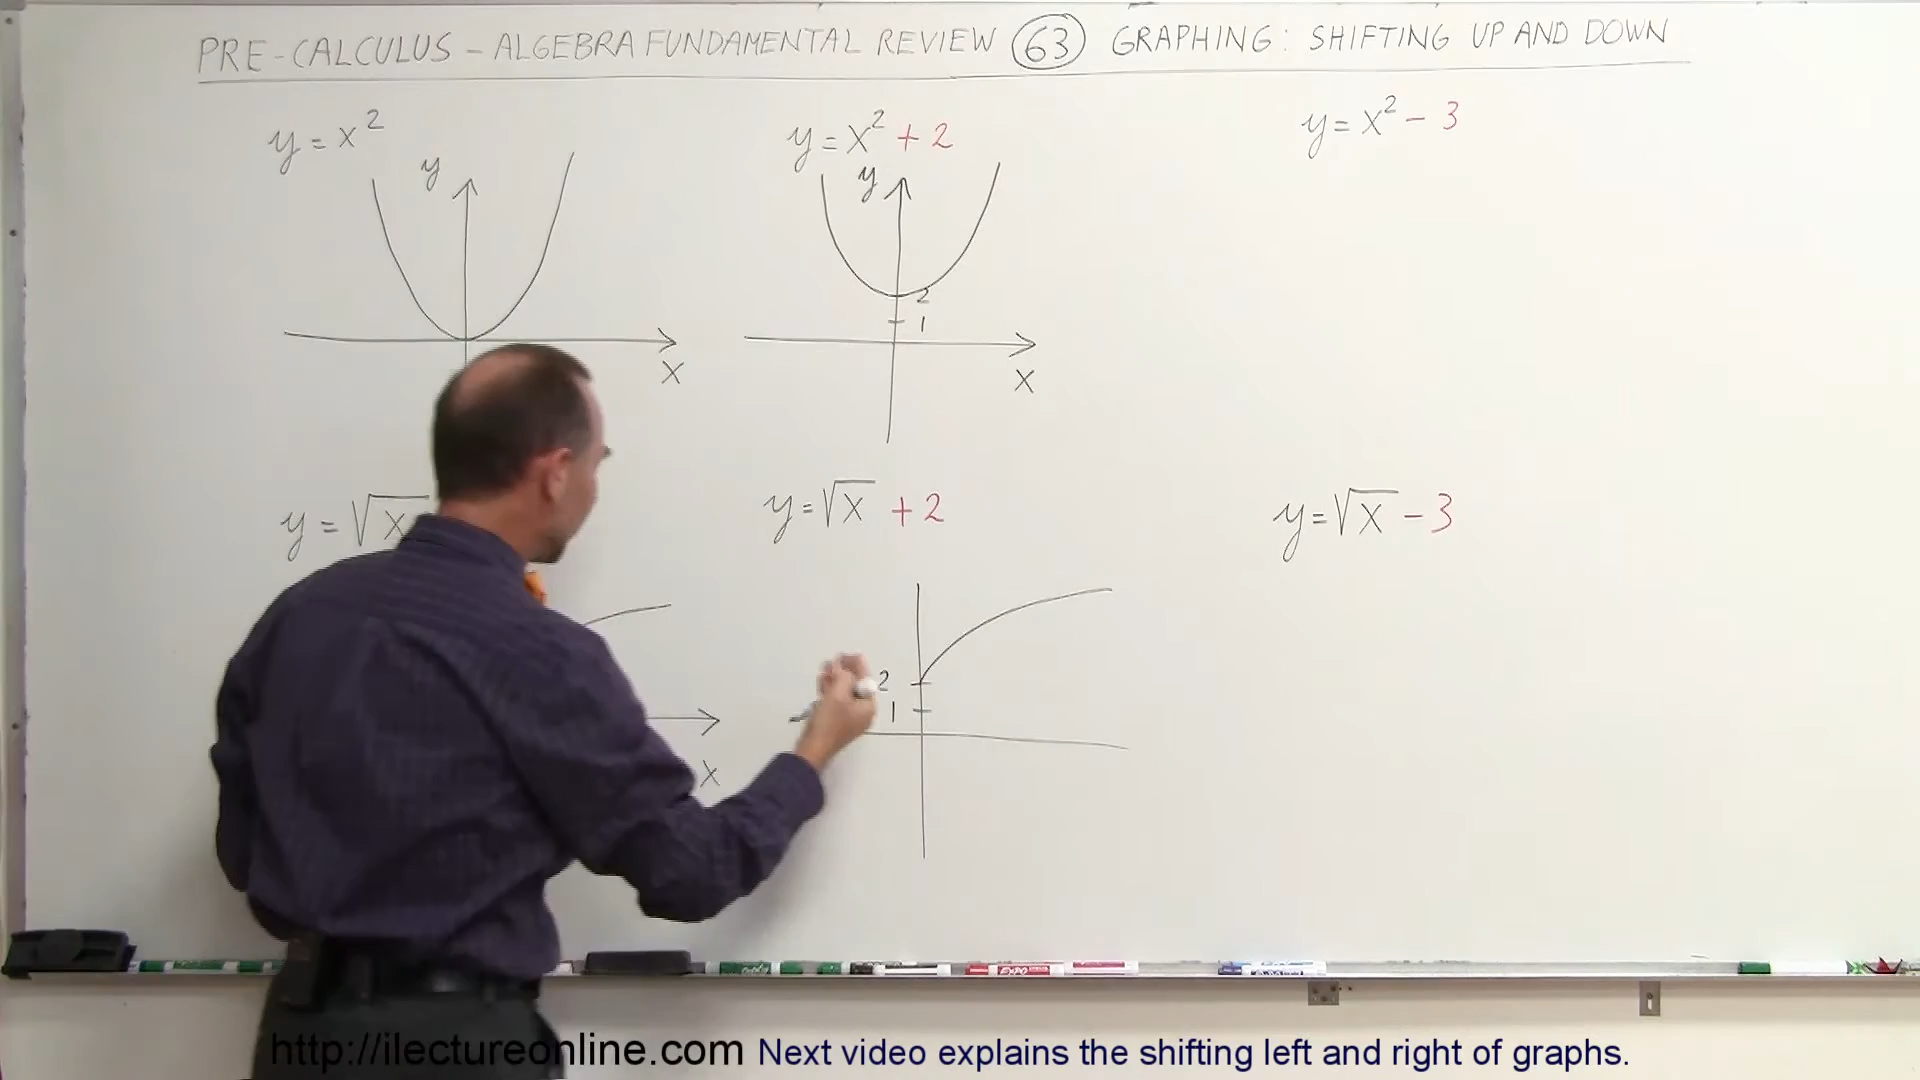 PRE-CALCULUS - ALGEBRA FUNDAMENTAL REVIEW 63 GRAPHING: SHIFTING UP AND DOWN
y = x²
y = x² + 2
y = x² - 3
y
y
2
1
x
x
y = √x
y = √x + 2
y = √x - 3
2
1
x
http://ilectureonline.com Next video explains the shifting left and right of graphs.